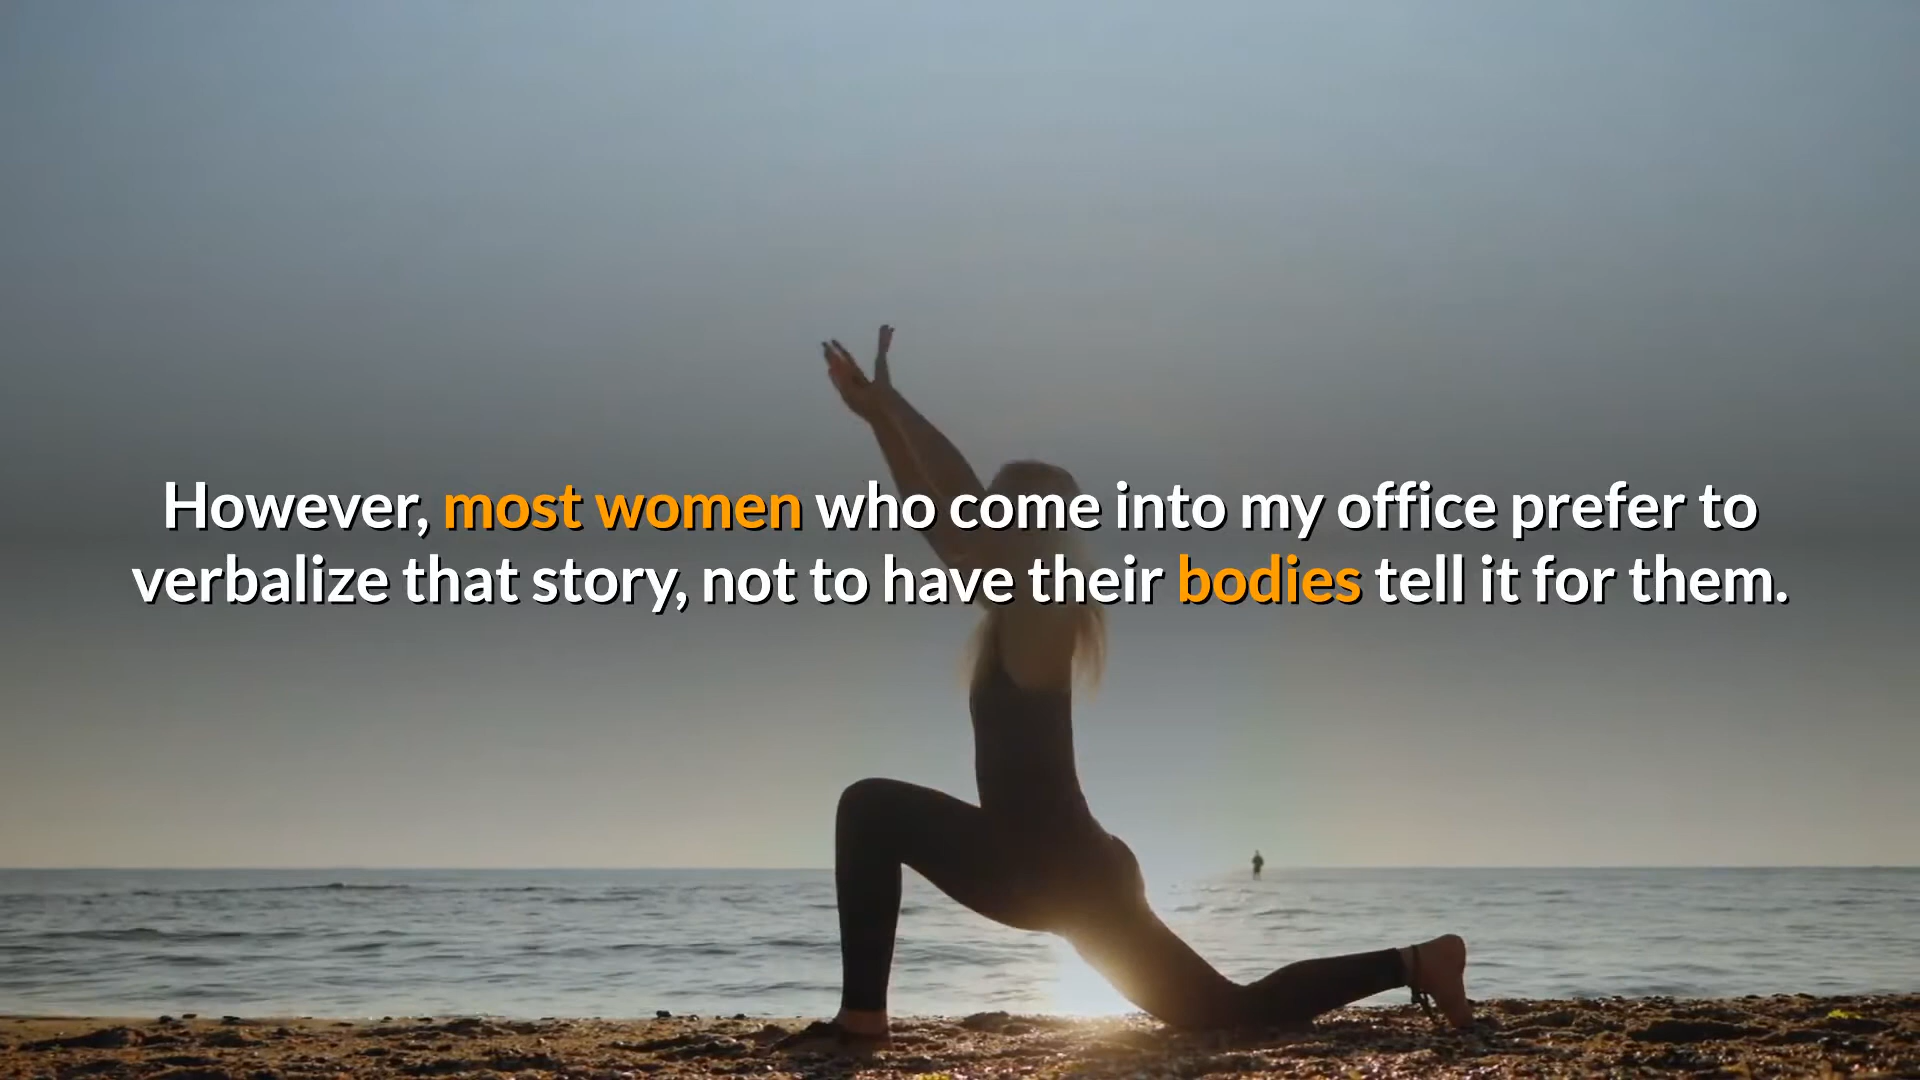 However, most women who come into my office prefer to
verbalize that story, not to have their bodies tell it for them.